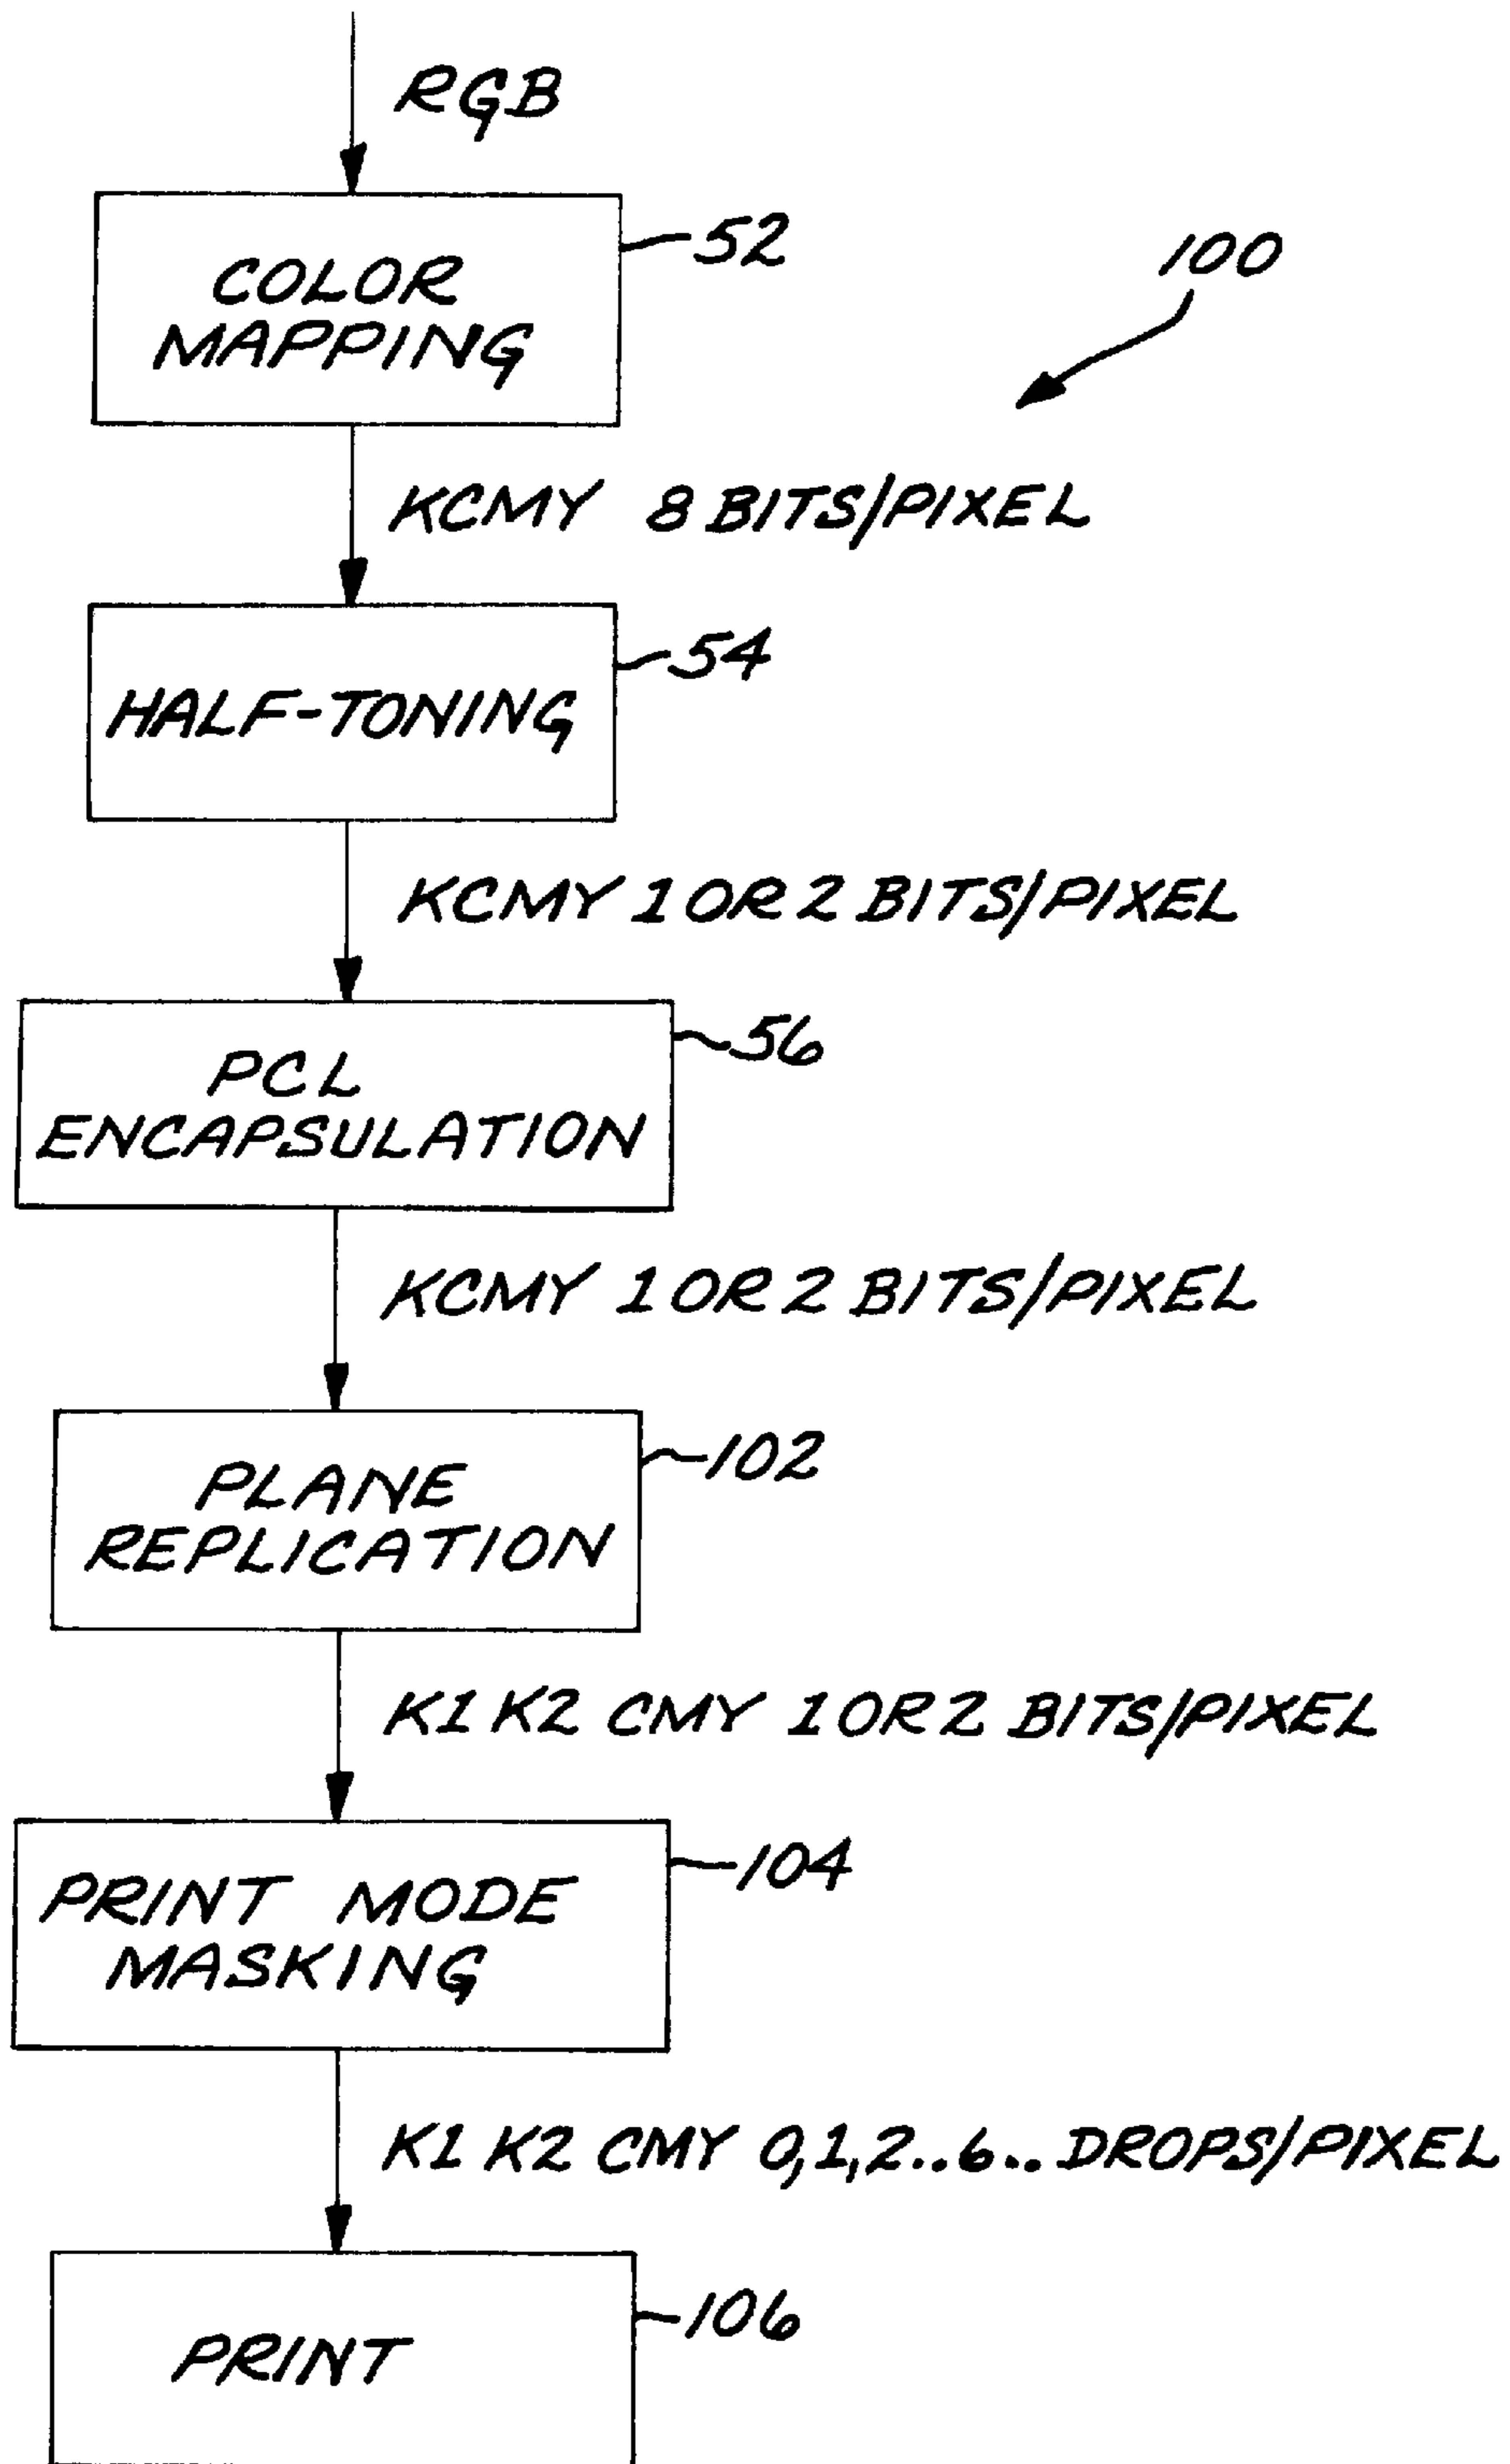 RGB
COLOR
MAPPING
52
100
KCMY 8 BITS/PIXEL
HALF-TONING
54
KCMY 1 OR 2 BITS/PIXEL
PCL
ENCAPSULATION
56
KCMY 1 OR 2 BITS/PIXEL
PLANE
REPLICATION
102
K1 K2 CMY 1 OR 2 BITS/PIXEL
PRINT MODE
MASKING
104
K1 K2 CMY 0,1,2..6.. DROPS/PIXEL
PRINT
106